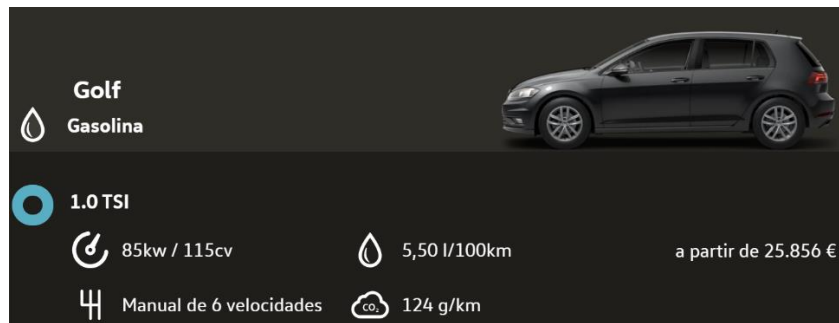 Golf
Gasolina
1.0 TSI
85kw / 115cv
5,50 l/100km
a partir de 25.856 €
Manual de 6 velocidades
CO₂
124 g/km